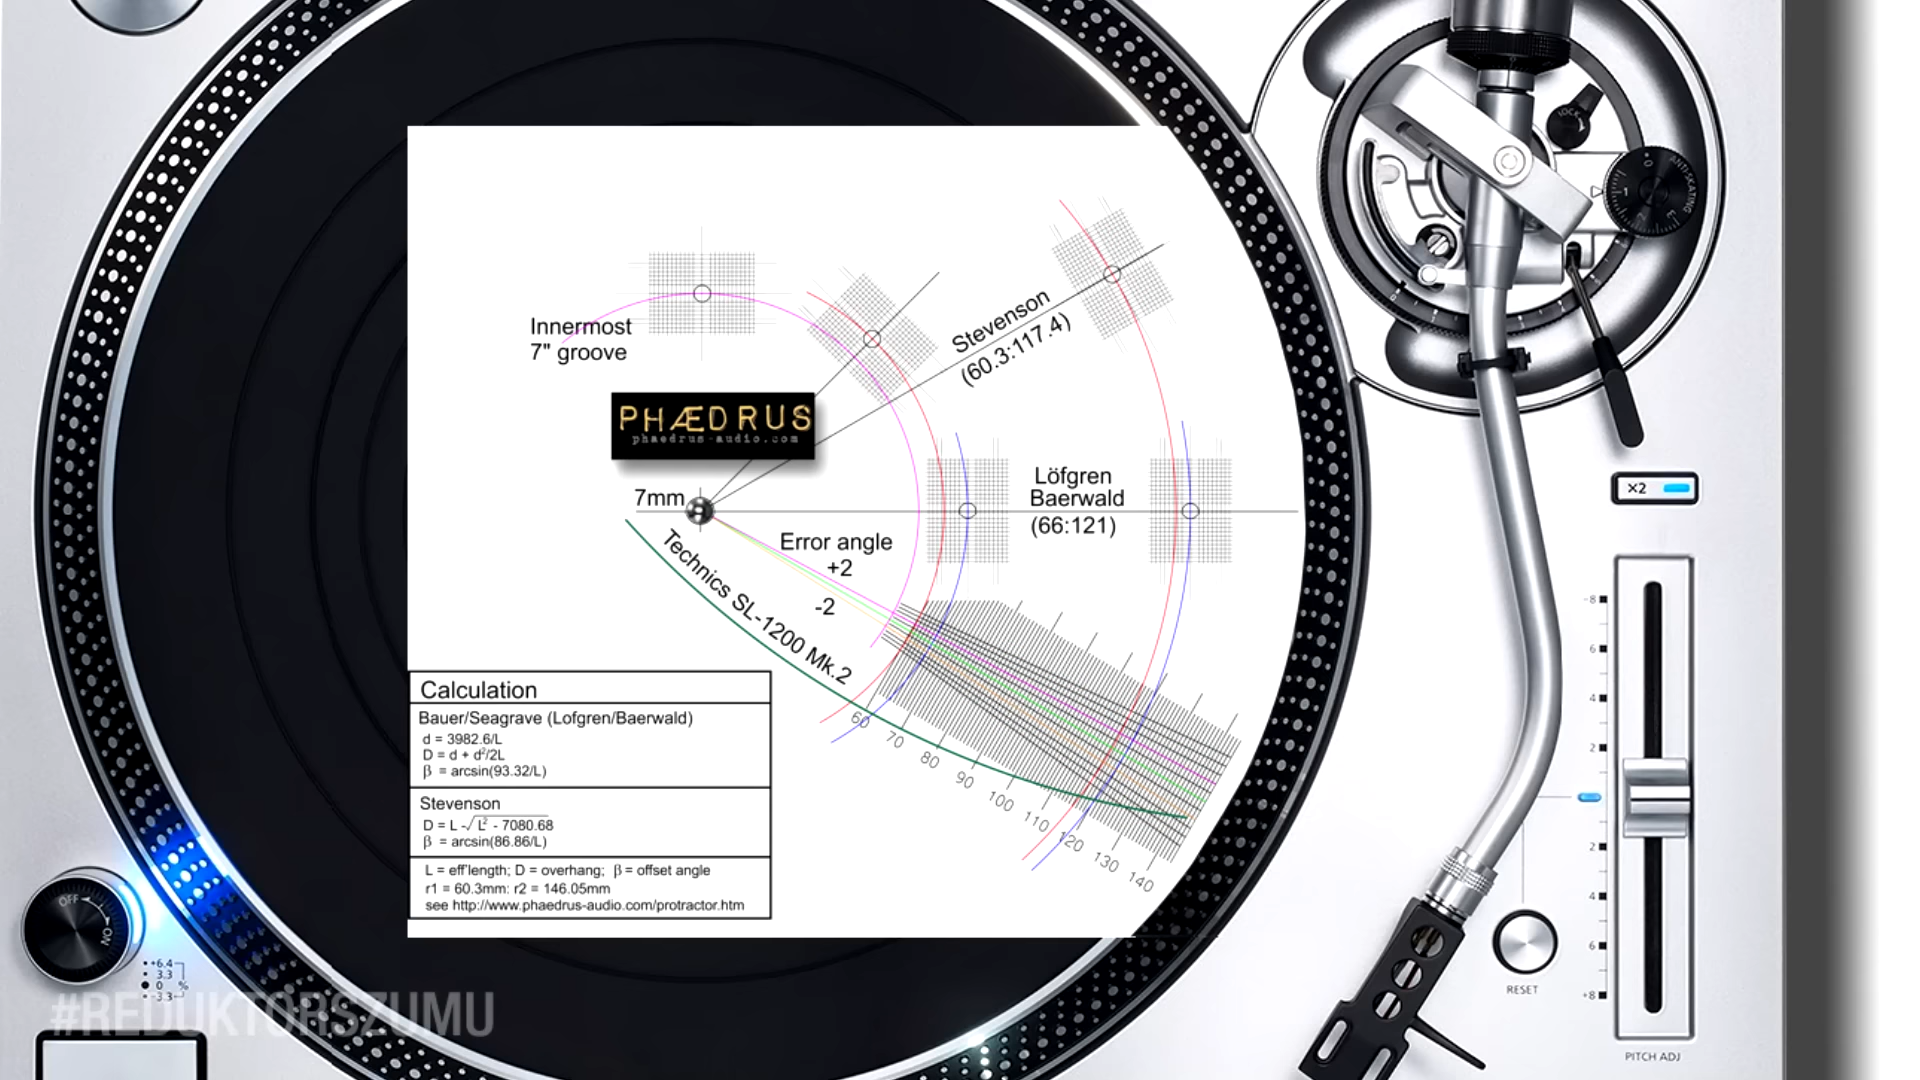 LOCK
ANTI-SKATING
0
1
2
3
Innermost
7" groove
Stevenson
(60.3:117.4)
PHÆDRUS
phaedrus-audio.com
7mm
Löfgren
Baerwald
(66:121)
Error angle
+2
-2
Technics SL-1200 Mk.2
60
70
80
90
100
110
120
130
140
Calculation
Bauer/Seagrave (Lofgren/Baerwald)
d = 3982.6/L
D = d + d²/2L
β = arcsin(93.32/L)
Stevenson
D = L -√L² - 7080.68
β = arcsin(86.86/L)
L = eff'length; D = overhang; β = offset angle
r1 = 60.3mm: r2 = 146.05mm
see http://www.phaedrus-audio.com/protractor.htm
×2
-8
6
4
2
2
4
6
+8
RESET
PITCH ADJ
OFF
ON
+6.4
3.3
0 %
-3.3
#REDUKTORSZUMU